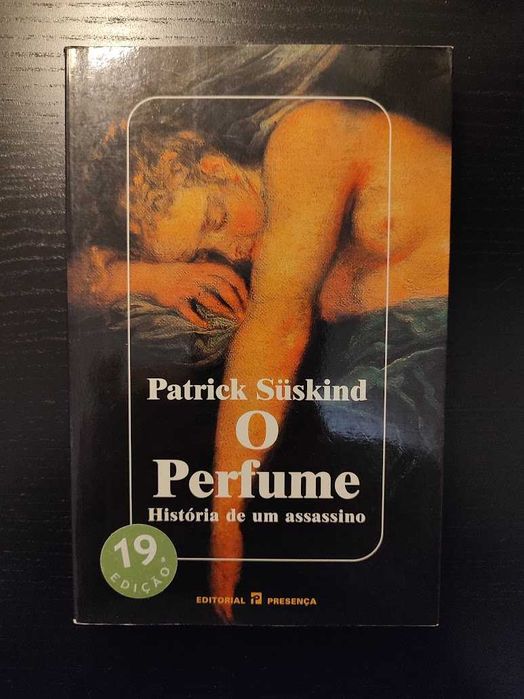 Patrick Süskind
O
Perfume
História de um assassino
19ª
EDIÇÃO
EDITORIAL P PRESENÇA